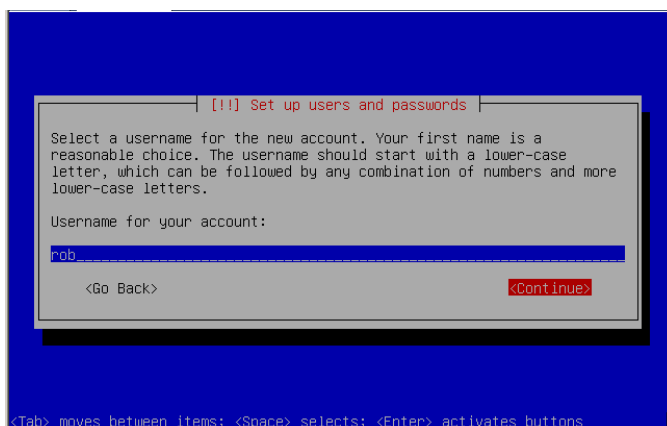 [!!] Set up users and passwords
Select a username for the new account. Your first name is a
reasonable choice. The username should start with a lower-case
letter, which can be followed by any combination of numbers and more
lower-case letters.
Username for your account:
rob
<Go Back> <Continue>
<Tab> moves between items; <Space> selects; <Enter> activates buttons